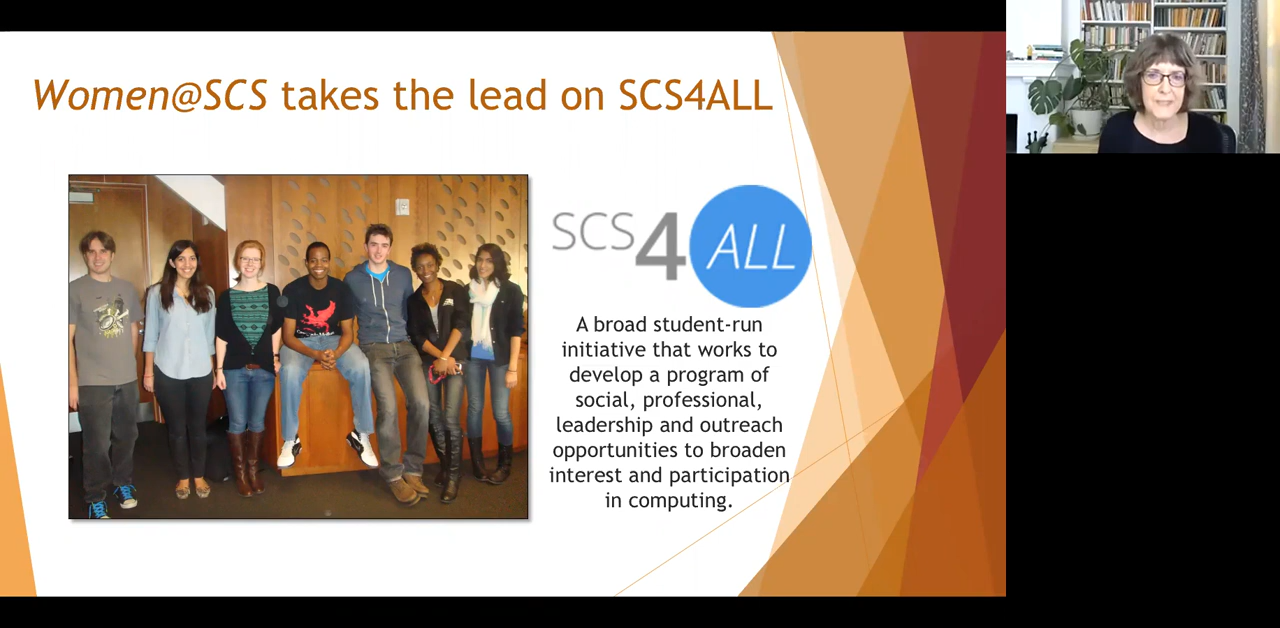 Women@SCS takes the lead on SCS4ALL
SCS4ALL
A broad student-run
initiative that works to
develop a program of
social, professional,
leadership and outreach
opportunities to broaden
interest and participation
in computing.